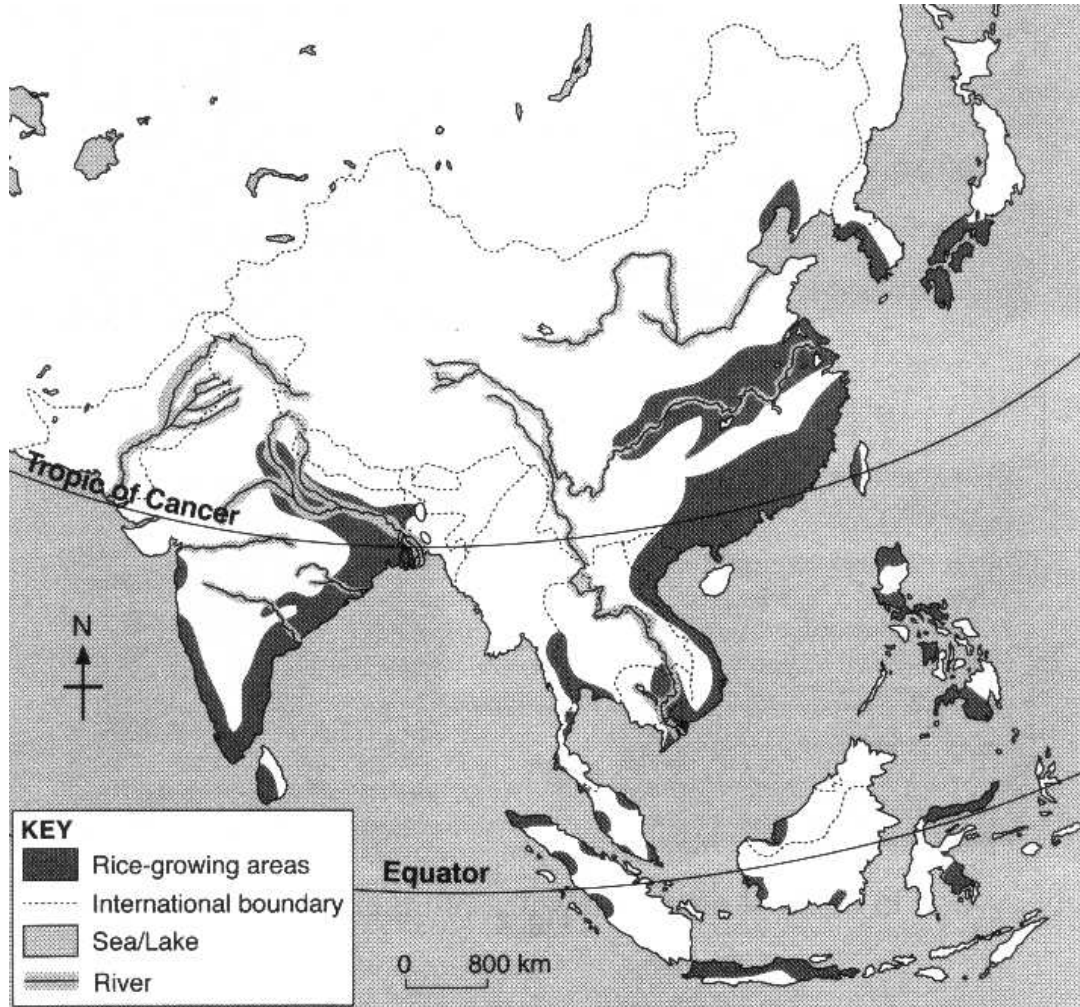 Tropic of Cancer
N
Equator
KEY
Rice-growing areas
International boundary
Sea/Lake
River
0 800 km